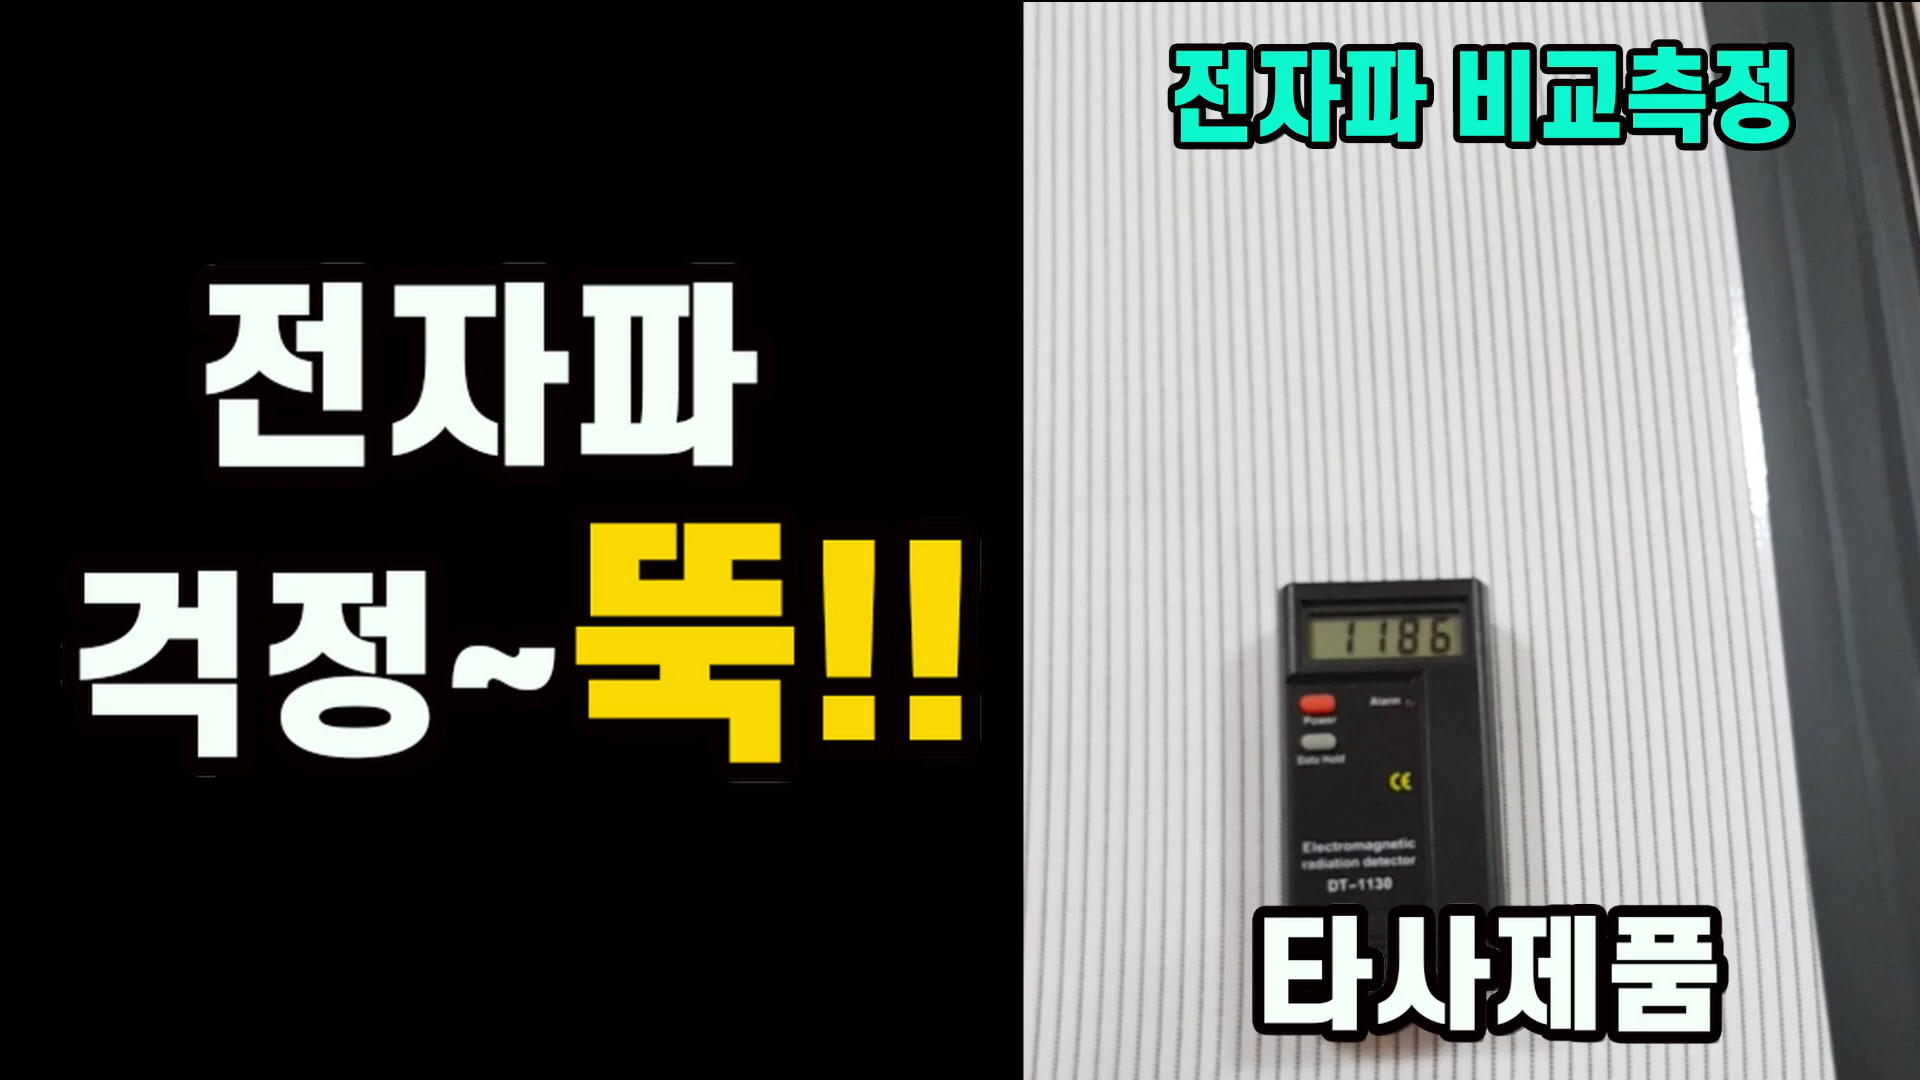 전자파
걱정~뚝!!
전자파 비교측정
1186
Alarm
Power
Data Hold
CE
Electromagnetic
radiation detector
DT-1130
타사제품